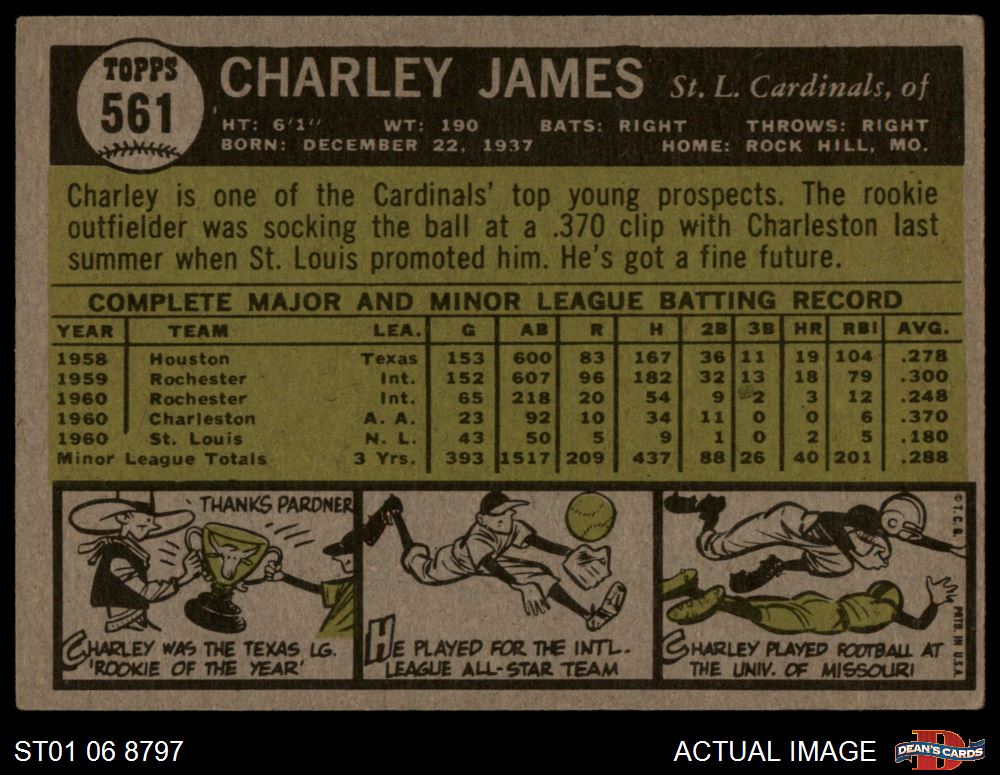 TOPPS
561
CHARLEY JAMES St. L. Cardinals, of
HT: 6'1" WT: 190 BATS: RIGHT THROWS: RIGHT
BORN: DECEMBER 22, 1937 HOME: ROCK HILL, MO.
Charley is one of the Cardinals' top young prospects. The rookie
outfielder was socking the ball at a .370 clip with Charleston last
summer when St. Louis promoted him. He's got a fine future.
COMPLETE MAJOR AND MINOR LEAGUE BATTING RECORD
YEAR TEAM LEA. G AB R H 2B 3B HR RBI AVG.
1958 Houston Texas 153 600 83 167 36 11 19 104 .278
1959 Rochester Int. 152 607 96 182 32 13 18 79 .300
1960 Rochester Int. 65 218 20 54 9 2 3 12 .248
1960 Charleston A. A. 23 92 10 34 11 0 0 6 .370
1960 St. Louis N. L. 43 50 5 9 1 0 2 5 .180
Minor League Totals 3 Yrs. 393 1517 209 437 88 26 40 201 .288
THANKS PARDNER
CHARLEY WAS THE TEXAS LG.
'ROOKIE OF THE YEAR'
HE PLAYED FOR THE INTL.
LEAGUE ALL-STAR TEAM
CHARLEY PLAYED FOOTBALL AT
THE UNIV. OF MISSOURI
© T.C.G. PRTD. IN U.S.A.
ST01 06 8797
ACTUAL IMAGE
D
DEAN'S CARDS